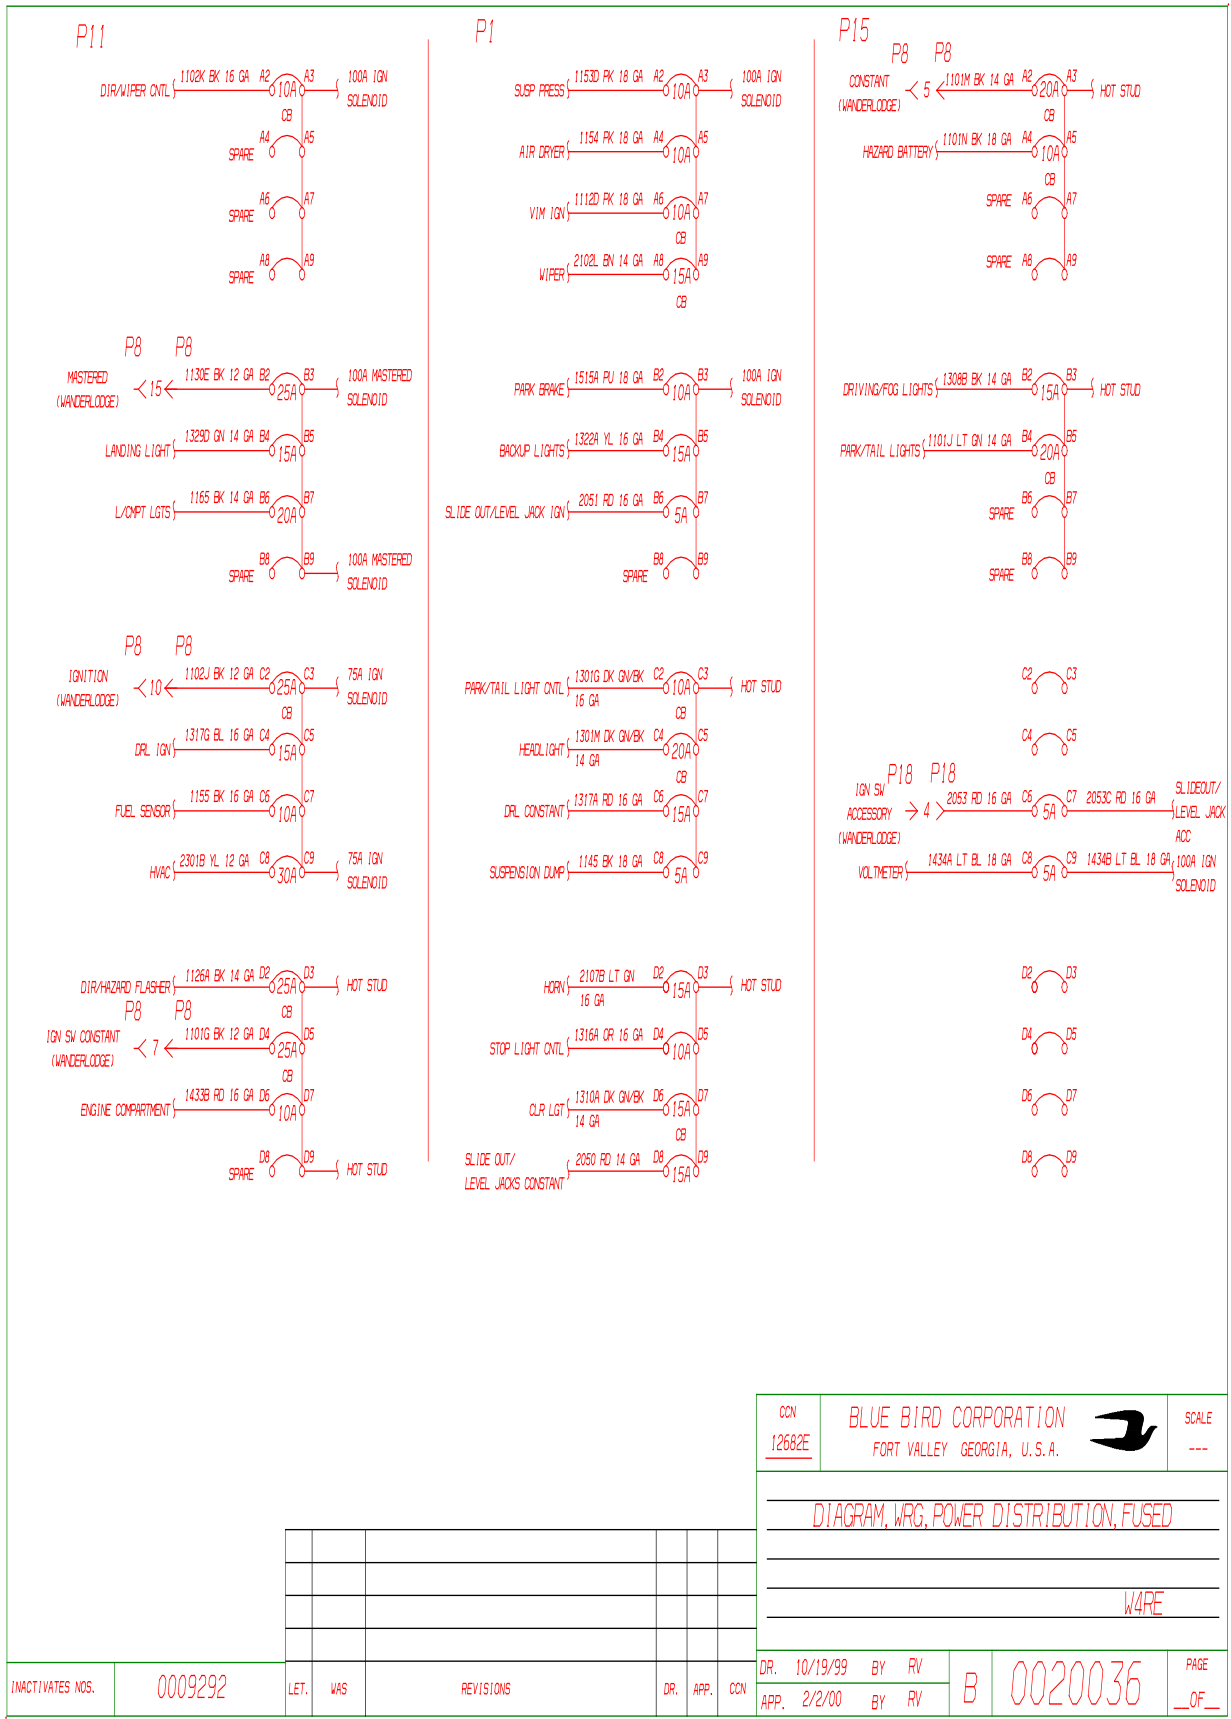 P11
1102K BK 16 GA A2 A3 100A IGN
DIR/WIPER CNTL 10A SOLENOID
CB
A4 A5
SPARE
A6 A7
SPARE
A8 A9
SPARE
P8 P8
MASTERED 15 1130E BK 12 GA B2 B3 100A MASTERED
(WANDERLODGE) 25A SOLENOID
1329D GN 14 GA B4 B5
LANDING LIGHT 15A
1165 BK 14 GA B6 B7
L/CMPT LGTS 20A
B8 B9 100A MASTERED
SPARE SOLENOID
P8 P8
IGNITION 10 1102J BK 12 GA C2 C3 75A IGN
(WANDERLODGE) 25A SOLENOID
CB
1317G BL 16 GA C4 C5
DRL IGN 15A
1155 BK 16 GA C6 C7
FUEL SENSOR 10A
2301B YL 12 GA C8 C9 75A IGN
HVAC 30A SOLENOID
1126A BK 14 GA D2 D3
DIR/HAZARD FLASHER 25A HOT STUD
P8 P8 CB
IGN SW CONSTANT 7 1101G BK 12 GA D4 D5
(WANDERLODGE) 25A
CB
1433B RD 16 GA D6 D7
ENGINE COMPARTMENT 10A
D8 D9
SPARE HOT STUD
P1
1153D PK 18 GA A2 A3 100A IGN
SUSP PRESS 10A SOLENOID
1154 PK 18 GA A4 A5
AIR DRYER 10A
1112D PK 18 GA A6 A7
VIM IGN 10A
CB
2102L BN 14 GA A8 A9
WIPER 15A
CB
1515A PU 18 GA B2 B3 100A IGN
PARK BRAKE 10A SOLENOID
1322A YL 16 GA B4 B5
BACKUP LIGHTS 15A
2051 RD 16 GA B6 B7
SLIDE OUT/LEVEL JACK IGN 5A
B8 B9
SPARE
1301G DK GN/BK C2 C3
PARK/TAIL LIGHT CNTL 10A HOT STUD
16 GA CB
1301M DK GN/BK C4 C5
HEADLIGHT 20A
14 GA CB
1317A RD 16 GA C6 C7
DRL CONSTANT 15A
1145 BK 18 GA C8 C9
SUSPENSION DUMP 5A
2107B LT GN D2 D3
HORN 15A HOT STUD
16 GA
1316A OR 16 GA D4 D5
STOP LIGHT CNTL 10A
1310A DK GN/BK D6 D7
CLR LGT 15A
14 GA CB
SLIDE OUT/ 2050 RD 14 GA D8 D9
LEVEL JACKS CONSTANT 15A
P15
P8 P8
CONSTANT 5 1101M BK 14 GA A2 A3
(WANDERLODGE) 20A HOT STUD
CB
1101N BK 18 GA A4 A5
HAZARD BATTERY 10A
CB
SPARE A6 A7
SPARE A8 A9
1308B BK 14 GA B2 B3
DRIVING/FOG LIGHTS 15A HOT STUD
1101J LT GN 14 GA B4 B5
PARK/TAIL LIGHTS 20A
CB
B6 B7
SPARE
B8 B9
SPARE
C2 C3
C4 C5
P18 P18
IGN SW 2053 RD 16 GA C6 C7 2053C RD 16 GA SLIDEOUT/
ACCESSORY 4 5A LEVEL JACK
(WANDERLODGE) ACC
1434A LT BL 18 GA C8 C9 1434B LT BL 18 GA 100A IGN
VOLTMETER 5A SOLENOID
D2 D3
D4 D5
D6 D7
D8 D9
CCN
12682E
BLUE BIRD CORPORATION
FORT VALLEY GEORGIA, U.S.A.
SCALE
---
DIAGRAM, WRG, POWER DISTRIBUTION, FUSED
W4RE
INACTIVATES NOS. 0009292
LET. WAS REVISIONS DR. APP. CCN
DR. 10/19/99 BY RV
APP. 2/2/00 BY RV
B
0020036
PAGE
__OF__